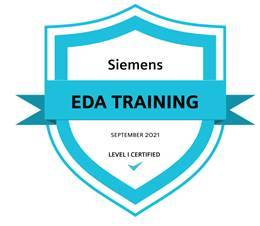 Siemens
EDA TRAINING
SEPTEMBER 2021
LEVEL I CERTIFIED